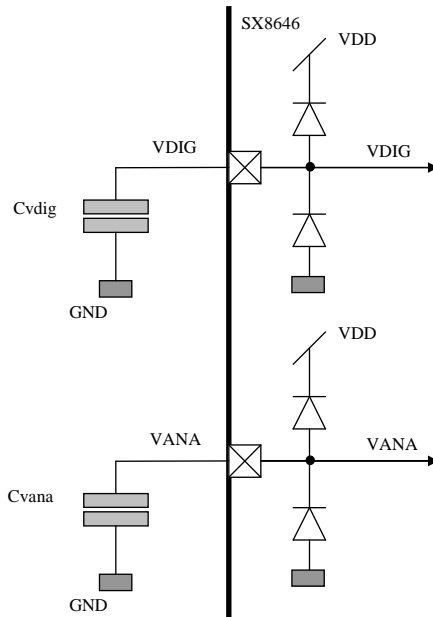 SX8646
VDD
VDIG
VDIG
Cvdig
GND
VDD
VANA
VANA
Cvana
GND